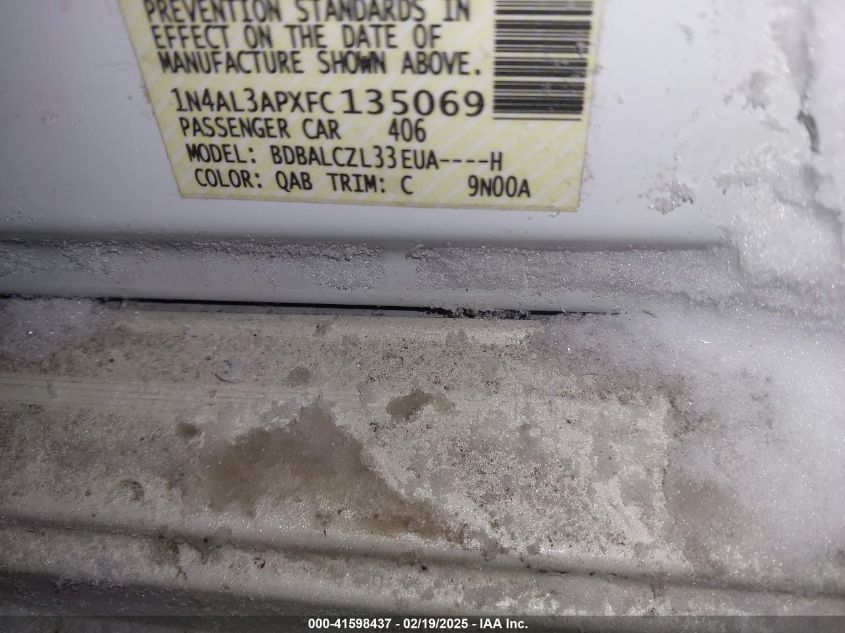 PREVENTION STANDARDS IN
EFFECT ON THE DATE OF
MANUFACTURE SHOWN ABOVE.
1N4AL3APXFC135069
PASSENGER CAR 406
MODEL: BDBALCZL33EUA----H
COLOR: QAB TRIM: C 9N00A
000-41598437 - 02/19/2025 - IAA Inc.